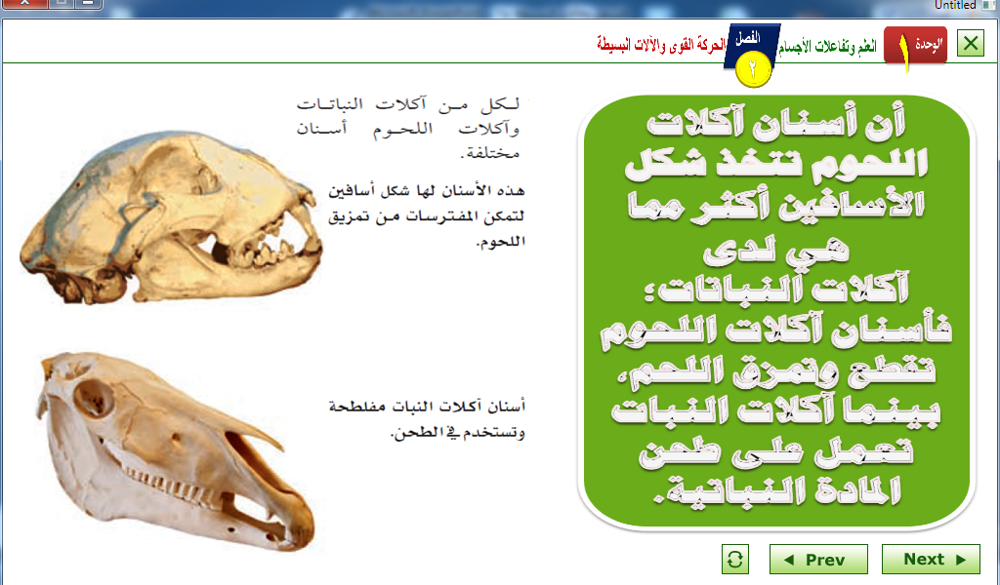 Untitled
الوحدة ١
العلم وتفاعلات الأجسام
الفصل ٢
الحركة القوى والآلات البسيطة
أن أسنان آكلات
اللحوم تتخذ شكل
الأسافين أكثر مما
هي لدى
آكلات النباتات؛
فأسنان آكلات اللحوم
تقطع وتمزق اللحم،
بينما آكلات النبات
تعمل على طحن
المادة النباتية.
لكل من آكلات النباتات
وآكلات اللحوم أسنان
مختلفة.
هذه الأسنان لها شكل أسافين
لتمكن المفترسات من تمزيق
اللحوم.
أسنان آكلات النبات مفلطحة
وتستخدم في الطحن.
Prev
Next